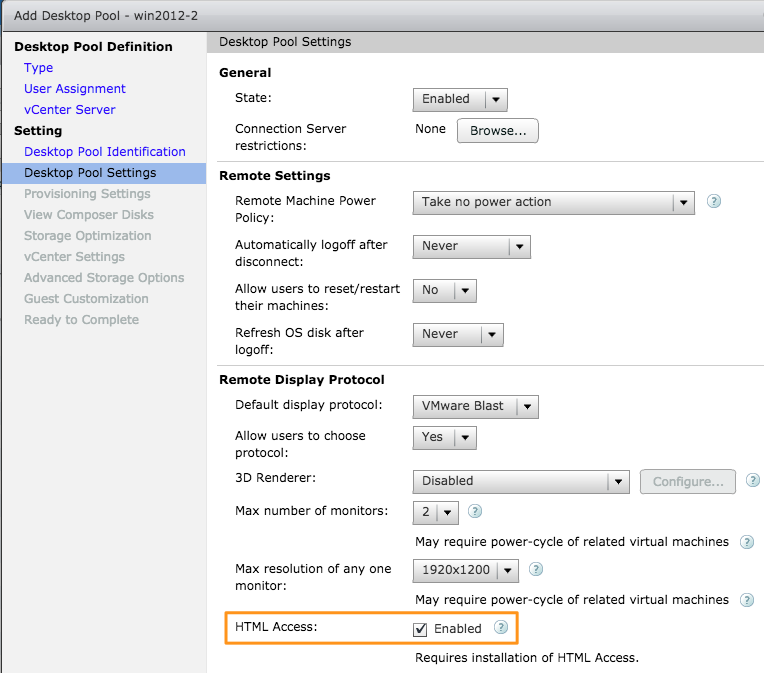 Add Desktop Pool - win2012-2
Desktop Pool Definition
Type
User Assignment
vCenter Server
Setting
Desktop Pool Identification
Desktop Pool Settings
Provisioning Settings
View Composer Disks
Storage Optimization
vCenter Settings
Advanced Storage Options
Guest Customization
Ready to Complete
Desktop Pool Settings
General
State: Enabled
Connection Server
restrictions: None Browse...
Remote Settings
Remote Machine Power
Policy: Take no power action ?
Automatically logoff after
disconnect: Never
Allow users to reset/restart
their machines: No
Refresh OS disk after
logoff: Never
Remote Display Protocol
Default display protocol: VMware Blast
Allow users to choose
protocol: Yes
3D Renderer: Disabled Configure... ?
Max number of monitors: 2 ?
May require power-cycle of related virtual machines ?
Max resolution of any one
monitor: 1920x1200 ?
May require power-cycle of related virtual machines ?
HTML Access: Enabled ?
Requires installation of HTML Access.